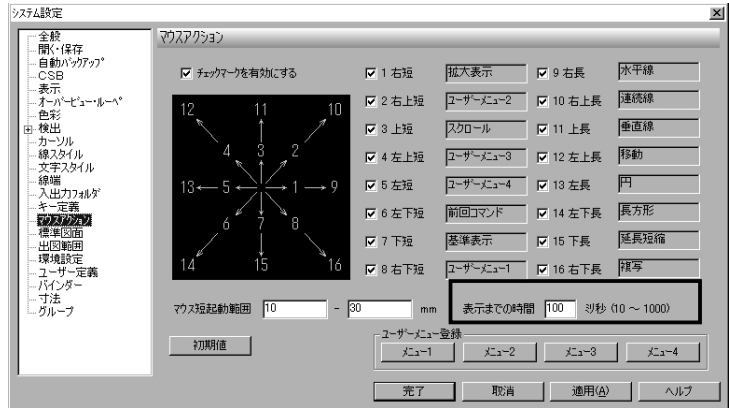 システム設定
全般
開く・保存
自動バックアップ
CSB
表示
オーバービュー・ルーペ
色彩
検出
カーソル
線スタイル
文字スタイル
線端
入出力フォルダ
キー定義
マウスアクション
標準図面
出図範囲
環境設定
ユーザー定義
バインダー
寸法
グループ
マウスアクション
チェックマークを有効にする
12 11 10
4 3 2
13 5 1 9
6 7 8
14 15 16
1 右短 拡大表示 9 右長 水平線
2 右上短 ユーザーメニュー2 10 右上長 連続線
3 上短 スクロール 11 上長 垂直線
4 左上短 ユーザーメニュー3 12 左上長 移動
5 左短 ユーザーメニュー4 13 左長 円
6 左下短 前回コマンド 14 左下長 長方形
7 下短 基準表示 15 下長 延長短縮
8 右下短 ユーザーメニュー1 16 右下長 複写
マウス短起動範囲 10 - 30 mm 表示までの時間 100 ミリ秒 (10 ～ 1000)
初期値
ユーザーメニュー登録
メニュー1 メニュー2 メニュー3 メニュー4
完了 取消 適用(A) ヘルプ